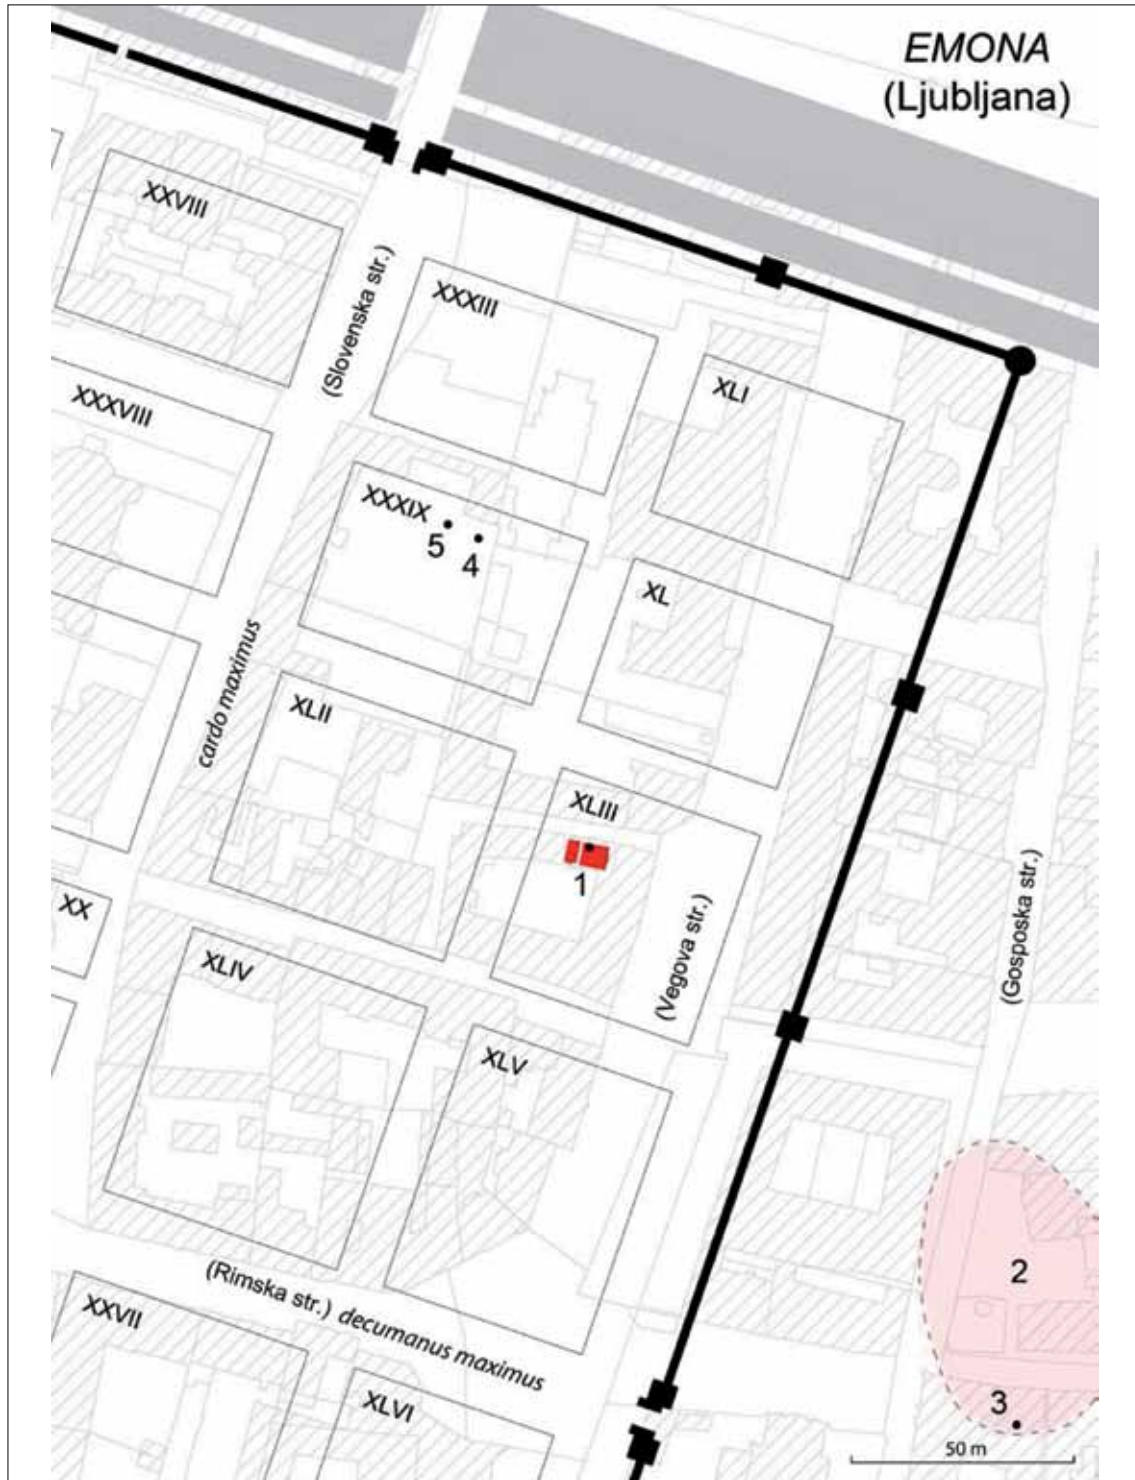 EMONA
(Ljubljana)
XXVIII
(Slovenska str.)
XXXIII
XLI
XXXVIII
XXXIX
5
4
XL
cardo maximus
XLII
XLIII
1
(Vegova str.)
(Gosposka str.)
XX
XLIV
XLV
2
(Rimska str.) decumanus maximus
XXVII
XLVI
3
50 m